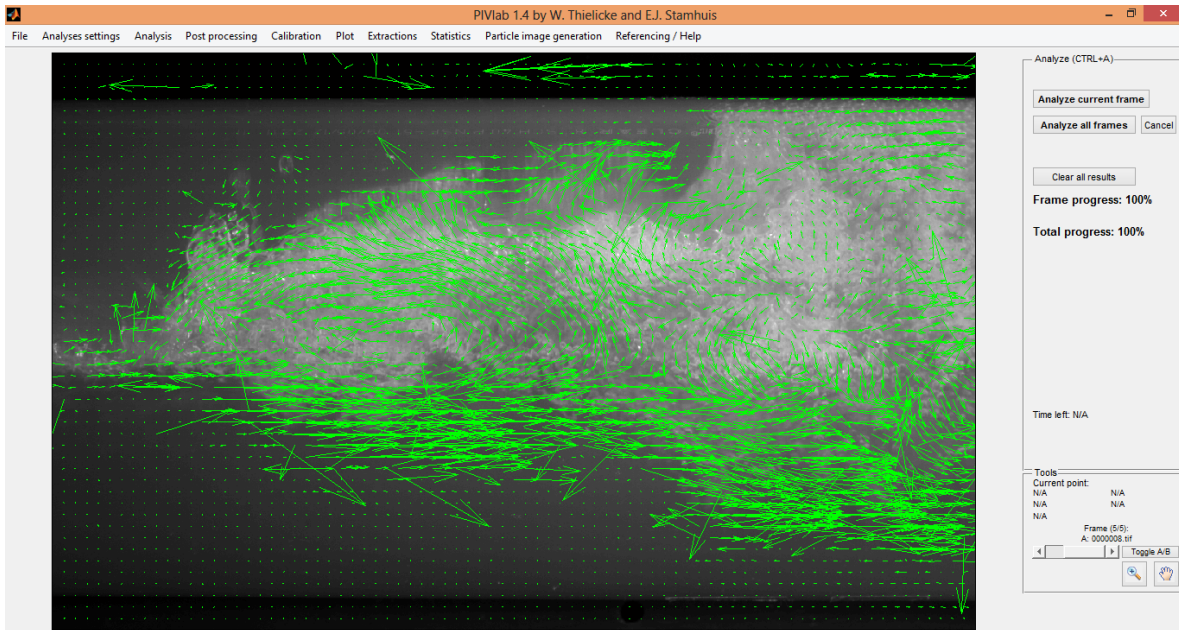 PIVlab 1.4 by W. Thielicke and E.J. Stamhuis
File Analyses settings Analysis Post processing Calibration Plot Extractions Statistics Particle image generation Referencing / Help
Analyze (CTRL+A)
Analyze current frame
Analyze all frames Cancel
Clear all results
Frame progress: 100%
Total progress: 100%
Time left: N/A
Tools
Current point:
N/A N/A
N/A N/A
N/A
Frame (5/5):
A: 0000008.tif
Toggle A/B